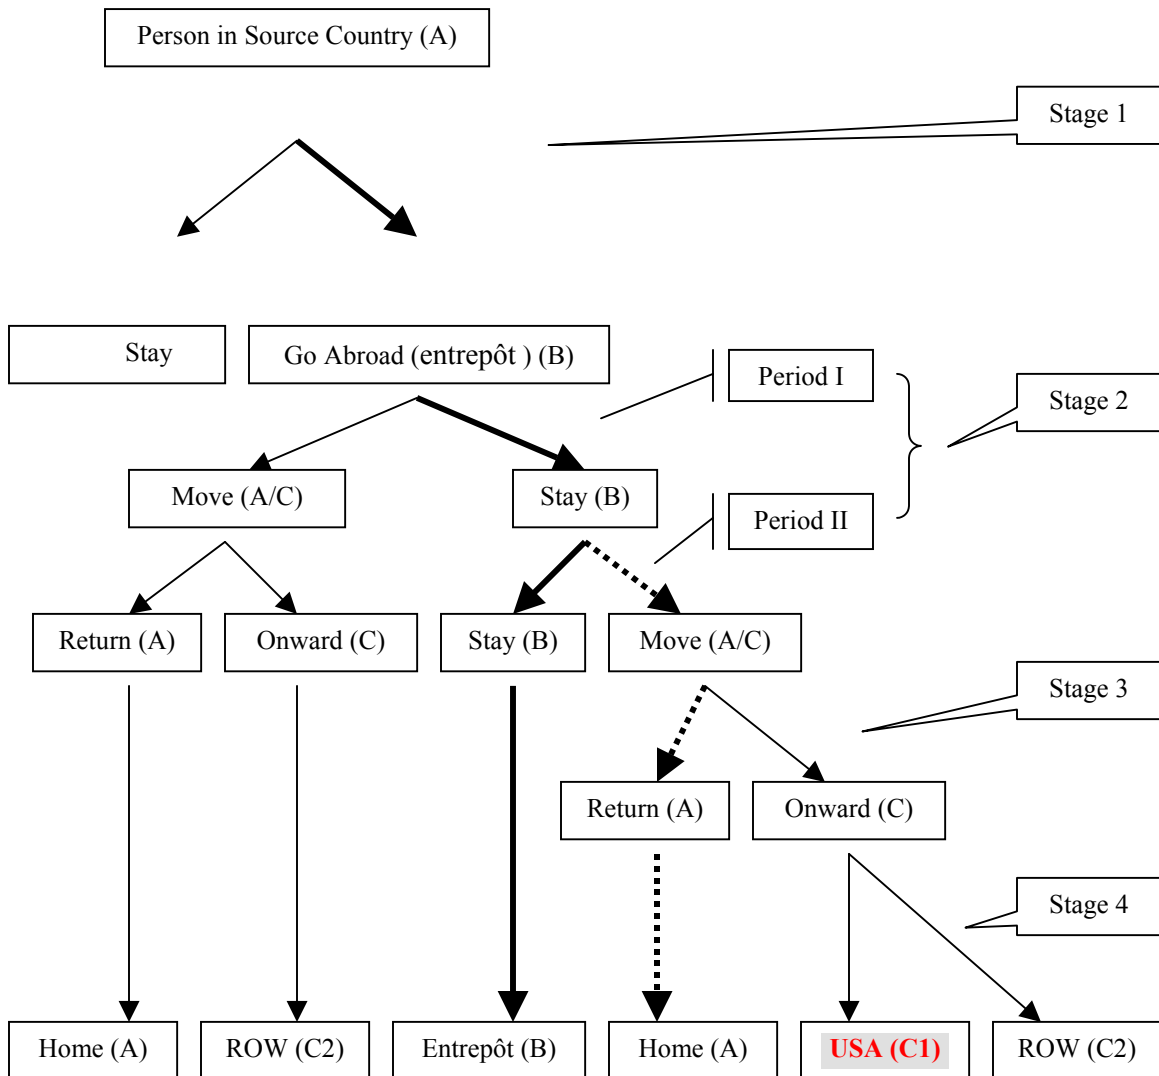 Person in Source Country (A)
Stage 1
Stay
Go Abroad (entrepôt ) (B)
Period I
Stage 2
Move (A/C)
Stay (B)
Period II
Return (A)
Onward (C)
Stay (B)
Move (A/C)
Stage 3
Return (A)
Onward (C)
Stage 4
Home (A)
ROW (C2)
Entrepôt (B)
Home (A)
USA (C1)
ROW (C2)